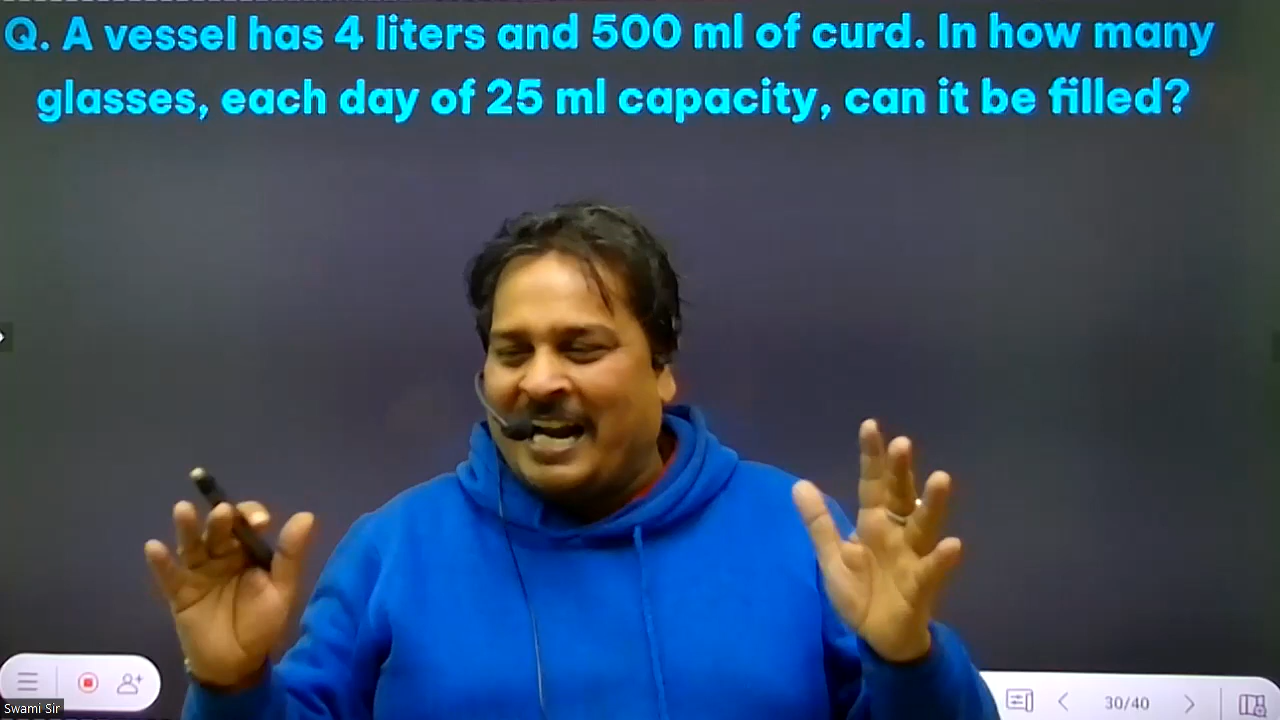 Q. A vessel has 4 liters and 500 ml of curd. In how many
glasses, each day of 25 ml capacity, can it be filled?
Swami Sir
30/40